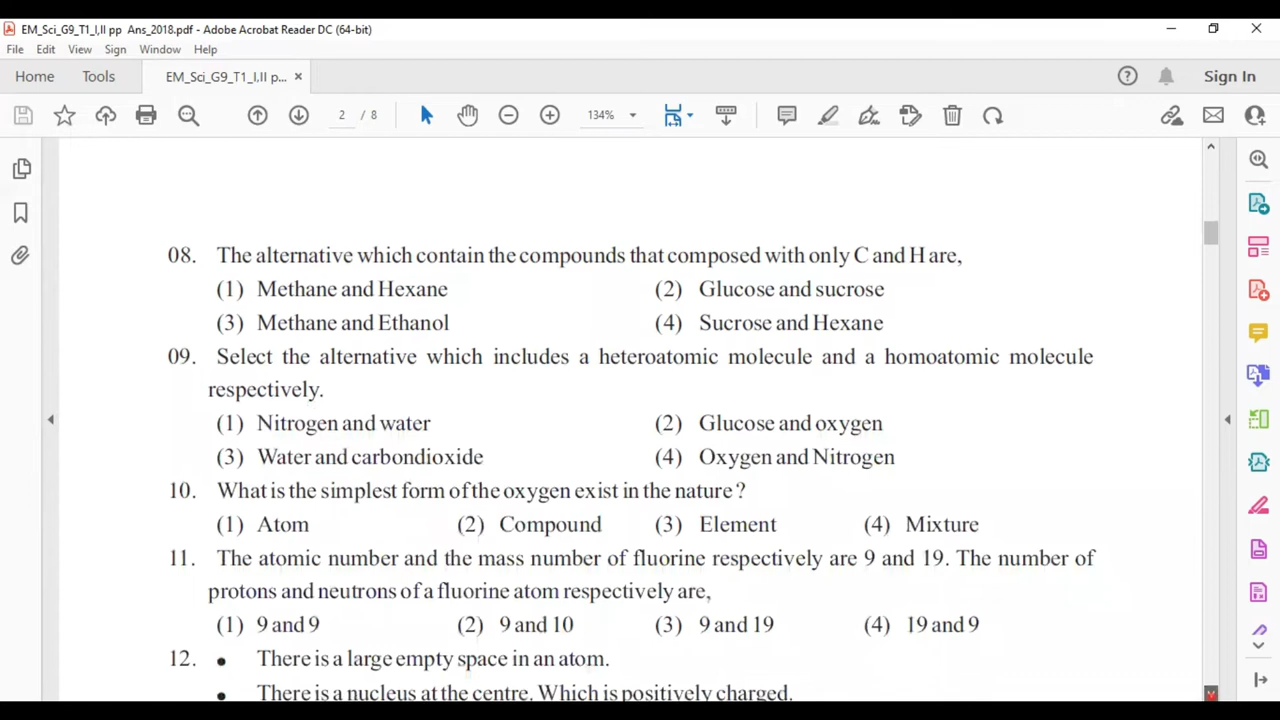 EM_Sci_G9_T1_I,II pp  Ans_2018.pdf - Adobe Acrobat Reader DC (64-bit)
File Edit View Sign Window Help
Home Tools EM_Sci_G9_T1_I,II p... × Sign In
2 / 8 134%
08. The alternative which contain the compounds that composed with only C and H are,
(1) Methane and Hexane (2) Glucose and sucrose
(3) Methane and Ethanol (4) Sucrose and Hexane
09. Select the alternative which includes a heteroatomic molecule and a homoatomic molecule
respectively.
(1) Nitrogen and water (2) Glucose and oxygen
(3) Water and carbondioxide (4) Oxygen and Nitrogen
10. What is the simplest form of the oxygen exist in the nature ?
(1) Atom (2) Compound (3) Element (4) Mixture
11. The atomic number and the mass number of fluorine respectively are 9 and 19. The number of
protons and neutrons of a fluorine atom respectively are,
(1) 9 and 9 (2) 9 and 10 (3) 9 and 19 (4) 19 and 9
12. • There is a large empty space in an atom.
• There is a nucleus at the centre. Which is positively charged.